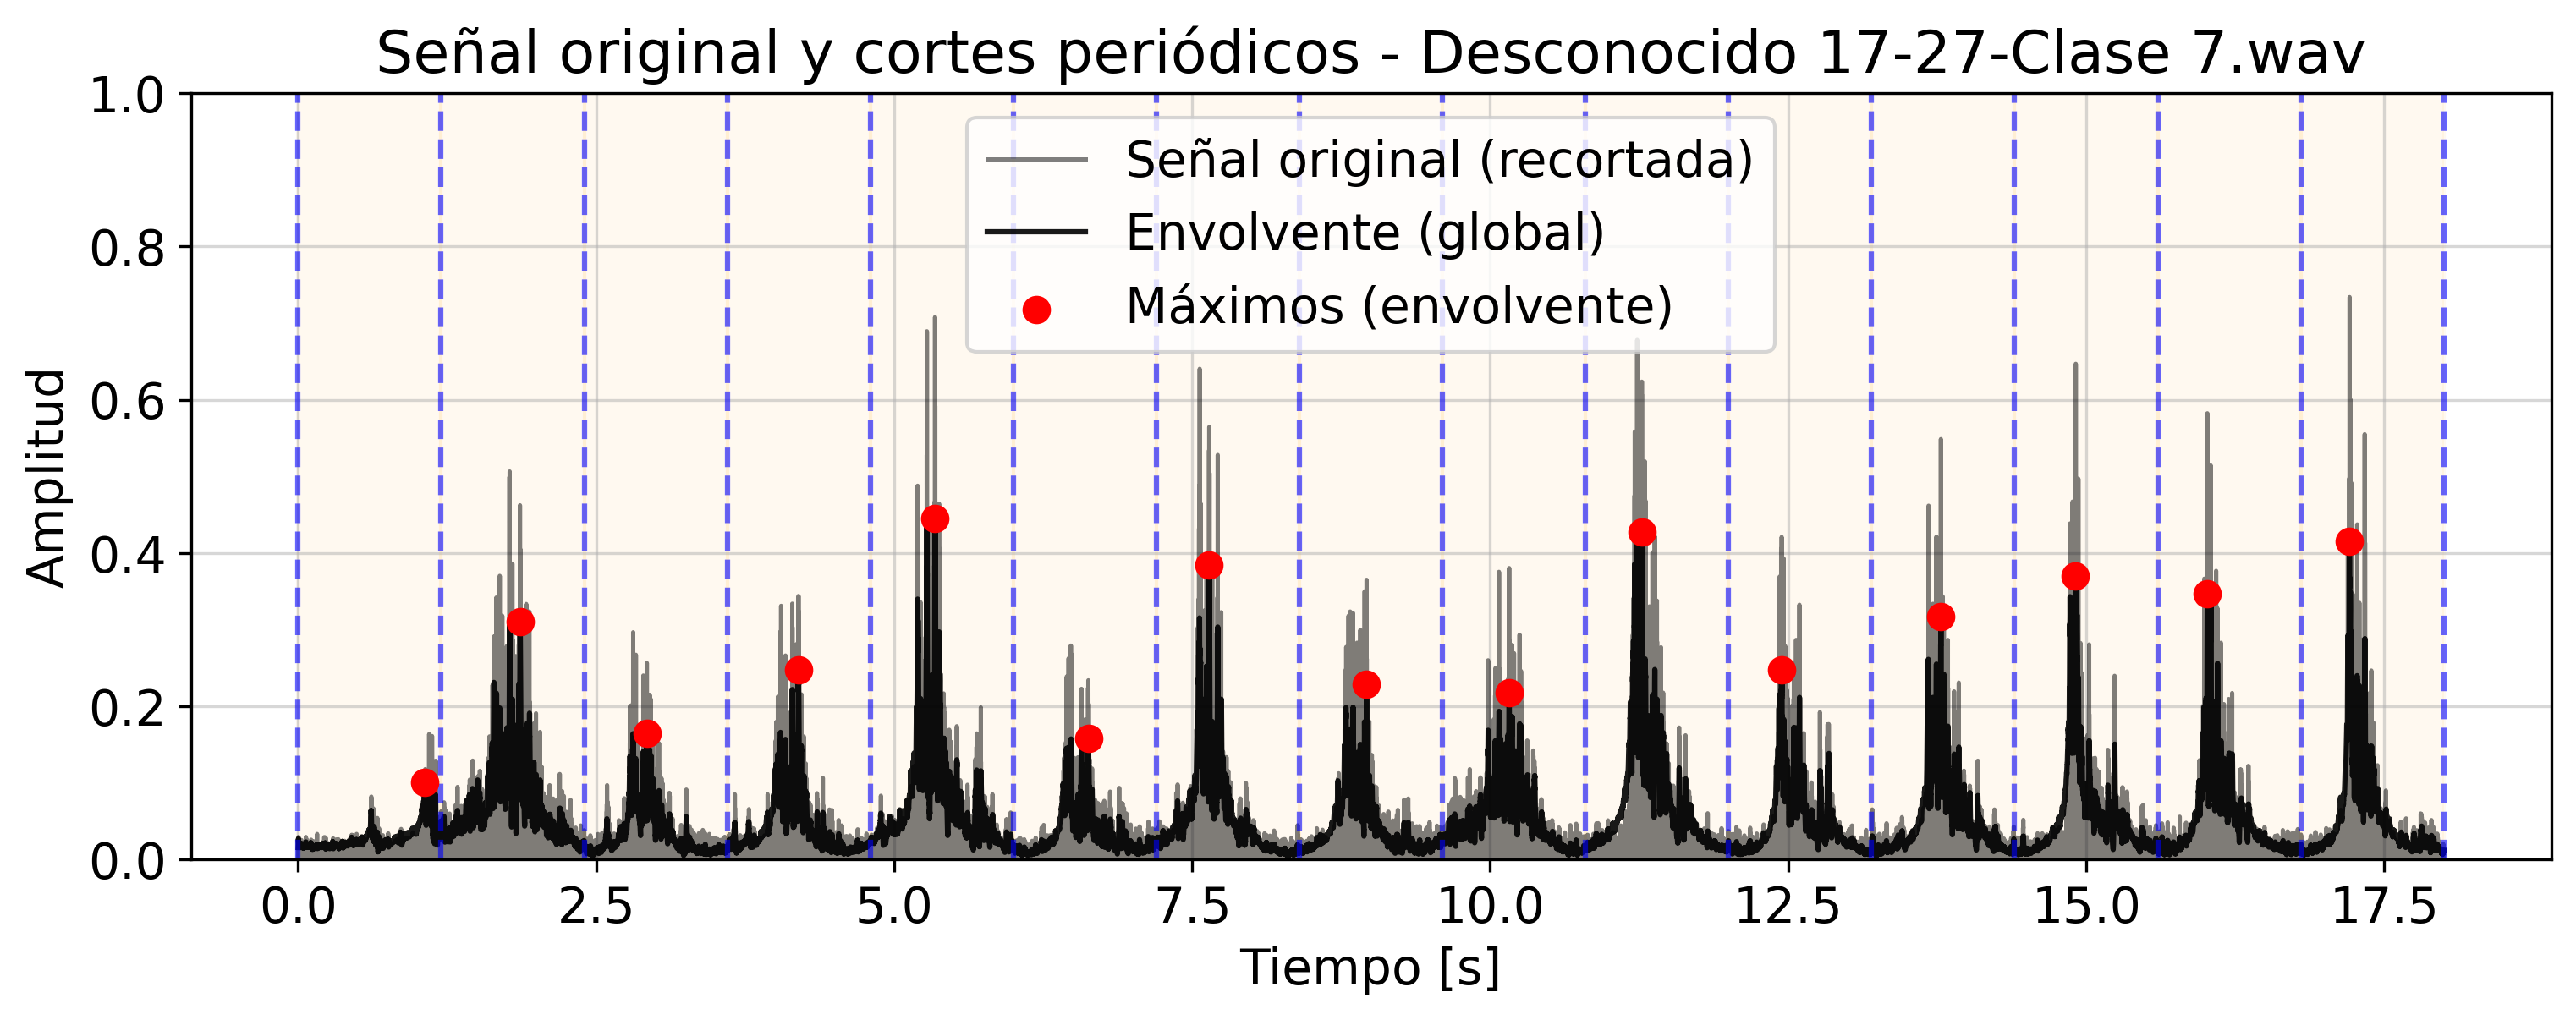 Señal original y cortes periódicos - Desconocido 17-27-Clase 7.wav
1.0
0.8
0.6
0.4
0.2
0.0
Amplitud
Señal original (recortada)
Envolvente (global)
Máximos (envolvente)
0.0 2.5 5.0 7.5 10.0 12.5 15.0 17.5
Tiempo [s]